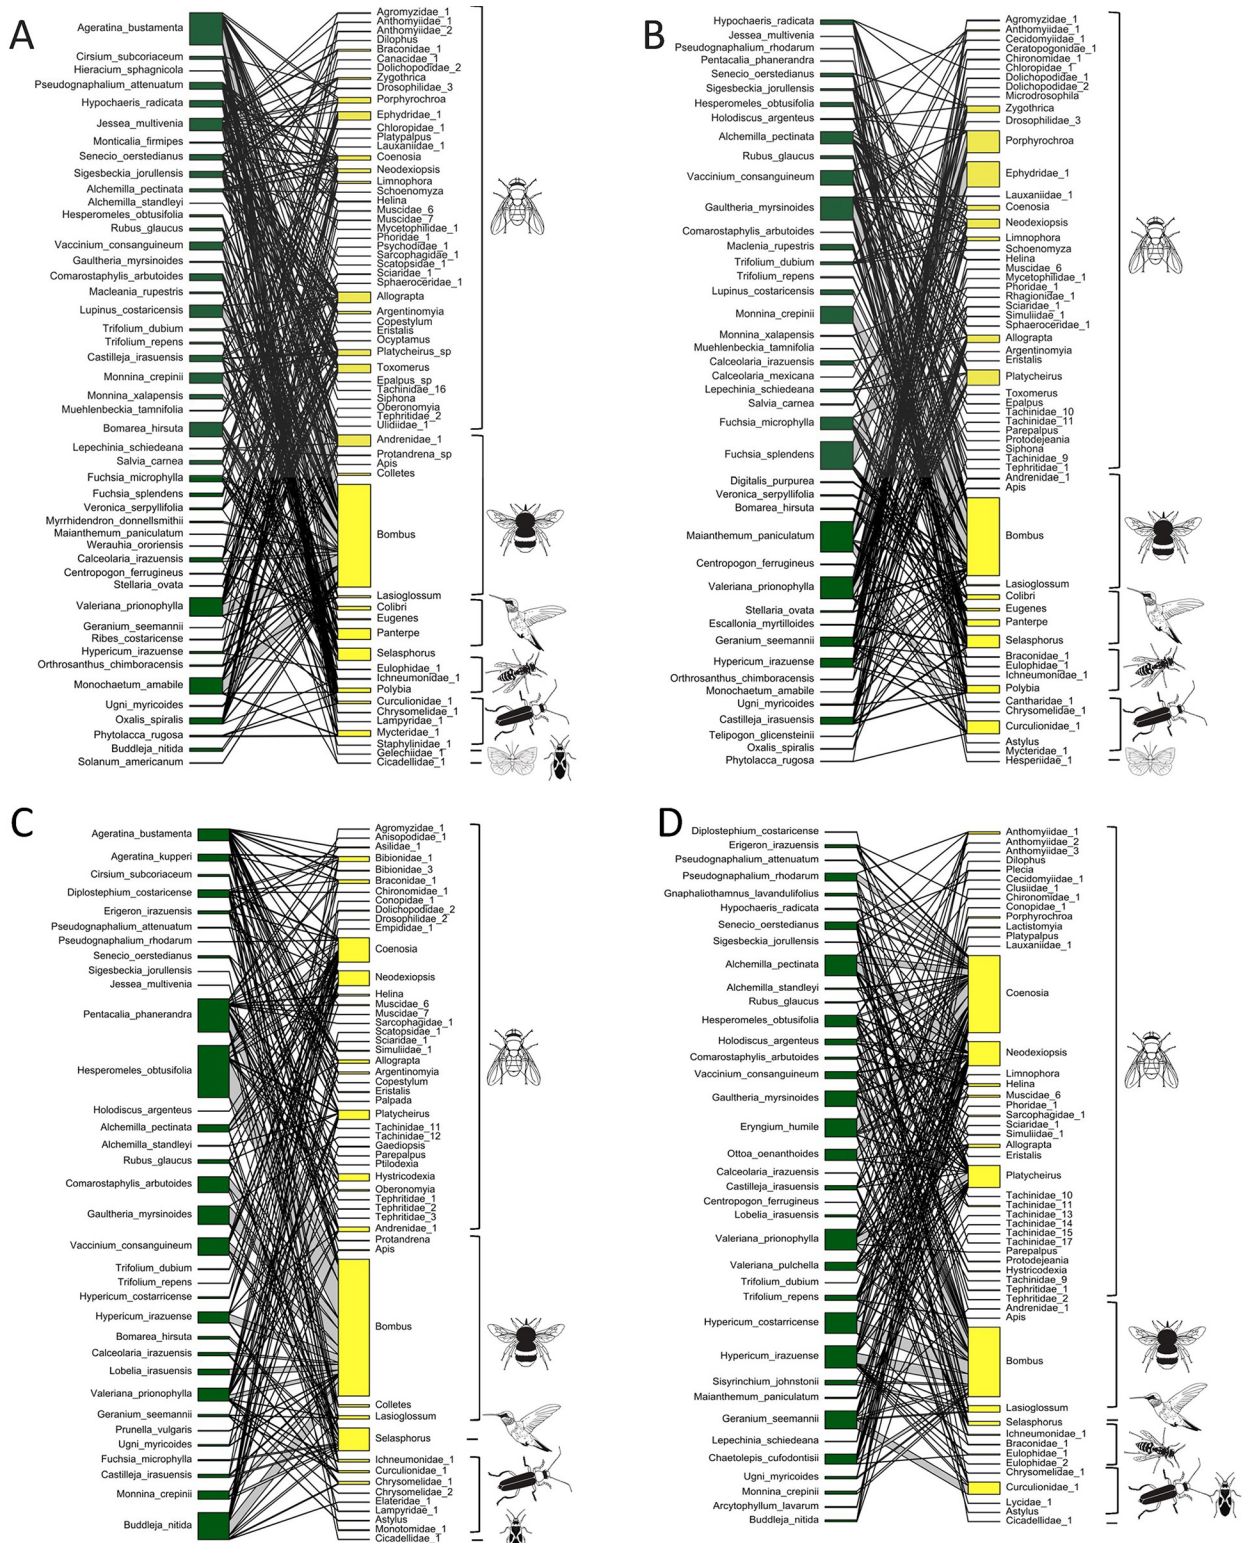 A
Ageratina_bustamenta
Cirsium_subcoriaceum
Hieracium_sphagnicola
Pseudognaphalium_attenuatum
Hypochaeris_radicata
Jessea_multivenia
Monticalia_firmipes
Senecio_oerstedianus
Sigesbeckia_jorullensis
Alchemilla_pectinata
Alchemilla_standleyi
Hesperomeles_obtusifolia
Rubus_glaucus
Vaccinium_consanguineum
Gaultheria_myrsinoides
Comarostaphylis_arbutoides
Macleania_rupestris
Lupinus_costaricensis
Trifolium_dubium
Trifolium_repens
Castilleja_irasuensis
Monnina_crepinii
Monnina_xalapensis
Muehlenbeckia_tamnifolia
Bomarea_hirsuta
Lepechinia_schiedeana
Salvia_carnea
Fuchsia_microphylla
Fuchsia_splendens
Veronica_serpyllifolia
Myrrhidendron_donnellsmithii
Maianthemum_paniculatum
Werauhia_ororiensis
Calceolaria_irazuensis
Centropogon_ferrugineus
Stellaria_ovata
Valeriana_prionophylla
Geranium_seemannii
Ribes_costaricense
Hypericum_irazuense
Orthrosanthus_chimboracensis
Monochaetum_amabile
Ugni_myricoides
Oxalis_spiralis
Phytolacca_rugosa
Buddleja_nitida
Solanum_americanum
Agromyzidae_1
Anthomyiidae_1
Anthomyiidae_2
Dilophus
Braconidae_1
Canacidae_1
Dolichopodidae_2
Zygothrica
Drosophilidae_3
Porphyrochroa
Ephydridae_1
Chloropidae_1
Platypalpus
Lauxaniidae_1
Coenosia
Neodexiopsis
Limnophora
Schoenomyza
Helina
Muscidae_6
Muscidae_7
Mycetophilidae_1
Phoridae_1
Psychodidae_1
Sarcophagidae_1
Scatopsidae_1
Sciaridae_1
Sphaeroceridae_1
Allograpta
Argentinomyia
Copestylum
Eristalis
Ocyptamus
Platycheirus_sp
Toxomerus
Epalpus_sp
Tachinidae_16
Siphona
Oberonomyia
Tephritidae_2
Ulidiidae_1
Andrenidae_1
Protandrena_sp
Apis
Colletes
Bombus
Lasioglossum
Colibri
Eugenes
Panterpe
Selasphorus
Eulophidae_1
Ichneumonidae_1
Polybia
Curculionidae_1
Chrysomelidae_1
Lampyridae_1
Mycteridae_1
Staphylinidae_1
Gelechiidae_1
Cicadellidae_1
B
Hypochaeris_radicata
Jessea_multivenia
Pseudognaphalium_rhodarum
Pentacalia_phanerandra
Senecio_oerstedianus
Sigesbeckia_jorullensis
Hesperomeles_obtusifolia
Holodiscus_argenteus
Alchemilla_pectinata
Rubus_glaucus
Vaccinium_consanguineum
Gaultheria_myrsinoides
Comarostaphylis_arbutoides
Maclenia_rupestris
Trifolium_dubium
Trifolium_repens
Lupinus_costaricensis
Monnina_crepinii
Monnina_xalapensis
Muehlenbeckia_tamnifolia
Calceolaria_irazuensis
Calceolaria_mexicana
Lepechinia_schiedeana
Salvia_carnea
Fuchsia_microphylla
Fuchsia_splendens
Digitalis_purpurea
Veronica_serpyllifolia
Bomarea_hirsuta
Maianthemum_paniculatum
Centropogon_ferrugineus
Valeriana_prionophylla
Stellaria_ovata
Escallonia_myrtilloides
Geranium_seemannii
Hypericum_irazuense
Orthrosanthus_chimboracensis
Monochaetum_amabile
Ugni_myricoides
Castilleja_irasuensis
Telipogon_glicensteinii
Oxalis_spiralis
Phytolacca_rugosa
Agromyzidae_1
Anthomyiidae_1
Cecidomyiidae_1
Ceratopogonidae_1
Chironomidae_1
Chloropidae_1
Dolichopodidae_1
Dolichopodidae_2
Microdrosophila
Zygothrica
Drosophilidae_3
Porphyrochroa
Ephydridae_1
Lauxaniidae_1
Coenosia
Neodexiopsis
Limnophora
Schoenomyza
Helina
Muscidae_6
Mycetophilidae_1
Phoridae_1
Rhagionidae_1
Sciaridae_1
Simuliidae_1
Sphaeroceridae_1
Allograpta
Argentinomyia
Eristalis
Platycheirus
Toxomerus
Epalpus
Tachinidae_10
Tachinidae_11
Parepalpus
Protodejeania
Siphona
Tachinidae_9
Tephritidae_1
Andrenidae_1
Apis
Bombus
Lasioglossum
Colibri
Eugenes
Panterpe
Selasphorus
Braconidae_1
Eulophidae_1
Ichneumonidae_1
Polybia
Cantharidae_1
Chrysomelidae_1
Curculionidae_1
Astylus
Mycteridae_1
Hesperiidae_1
C
Ageratina_bustamenta
Ageratina_kupperi
Cirsium_subcoriaceum
Diplostephium_costaricense
Erigeron_irazuensis
Pseudognaphalium_attenuatum
Pseudognaphalium_rhodarum
Senecio_oerstedianus
Sigesbeckia_jorullensis
Jessea_multivenia
Pentacalia_phanerandra
Hesperomeles_obtusifolia
Holodiscus_argenteus
Alchemilla_pectinata
Alchemilla_standleyi
Rubus_glaucus
Comarostaphylis_arbutoides
Gaultheria_myrsinoides
Vaccinium_consanguineum
Trifolium_dubium
Trifolium_repens
Hypericum_costarricense
Hypericum_irazuense
Bomarea_hirsuta
Calceolaria_irazuensis
Lobelia_irasuensis
Valeriana_prionophylla
Geranium_seemannii
Prunella_vulgaris
Ugni_myricoides
Fuchsia_microphylla
Castilleja_irasuensis
Monnina_crepinii
Buddleja_nitida
Agromyzidae_1
Anisopodidae_1
Asilidae_1
Bibionidae_1
Bibionidae_3
Braconidae_1
Chironomidae_1
Conopidae_1
Dolichopodidae_2
Drosophilidae_2
Empididae_1
Coenosia
Neodexiopsis
Helina
Muscidae_6
Muscidae_7
Sarcophagidae_1
Scatopsidae_1
Sciaridae_1
Simuliidae_1
Allograpta
Argentinomyia
Copestylum
Eristalis
Palpada
Platycheirus
Tachinidae_11
Tachinidae_12
Gaediopsis
Parepalpus
Ptilodexia
Hystricodexia
Oberonomyia
Tephritidae_1
Tephritidae_2
Tephritidae_3
Andrenidae_1
Protandrena
Apis
Bombus
Colletes
Lasioglossum
Selasphorus
Ichneumonidae_1
Curculionidae_1
Chrysomelidae_1
Chrysomelidae_2
Elateridae_1
Lampyridae_1
Astylus
Monotomidae_1
Cicadellidae_1
D
Diplostephium_costaricense
Erigeron_irazuensis
Pseudognaphalium_attenuatum
Pseudognaphalium_rhodarum
Gnaphaliothamnus_lavandulifolius
Hypochaeris_radicata
Senecio_oerstedianus
Sigesbeckia_jorullensis
Alchemilla_pectinata
Alchemilla_standleyi
Rubus_glaucus
Hesperomeles_obtusifolia
Holodiscus_argenteus
Comarostaphylis_arbutoides
Vaccinium_consanguineum
Gaultheria_myrsinoides
Eryngium_humile
Ottoa_oenanthoides
Calceolaria_irazuensis
Castilleja_irasuensis
Centropogon_ferrugineus
Lobelia_irasuensis
Valeriana_prionophylla
Valeriana_pulchella
Trifolium_dubium
Trifolium_repens
Hypericum_costarricense
Hypericum_irazuense
Sisyrinchium_johnstonii
Maianthemum_paniculatum
Geranium_seemannii
Lepechinia_schiedeana
Chaetolepis_cufodontisii
Ugni_myricoides
Monnina_crepinii
Arcytophyllum_lavarum
Buddleja_nitida
Anthomyiidae_1
Anthomyiidae_2
Anthomyiidae_3
Dilophus
Plecia
Cecidomyiidae_1
Clusiidae_1
Chironomidae_1
Conopidae_1
Porphyrochroa
Lactistomyia
Platypalpus
Lauxaniidae_1
Coenosia
Neodexiopsis
Limnophora
Helina
Muscidae_6
Phoridae_1
Sarcophagidae_1
Sciaridae_1
Simuliidae_1
Allograpta
Eristalis
Platycheirus
Tachinidae_10
Tachinidae_11
Tachinidae_13
Tachinidae_14
Tachinidae_15
Tachinidae_17
Parepalpus
Protodejeania
Hystricodexia
Tachinidae_9
Tephritidae_1
Tephritidae_2
Andrenidae_1
Apis
Bombus
Lasioglossum
Selasphorus
Ichneumonidae_1
Braconidae_1
Eulophidae_1
Eulophidae_2
Chrysomelidae_1
Curculionidae_1
Lycidae_1
Astylus
Cicadellidae_1